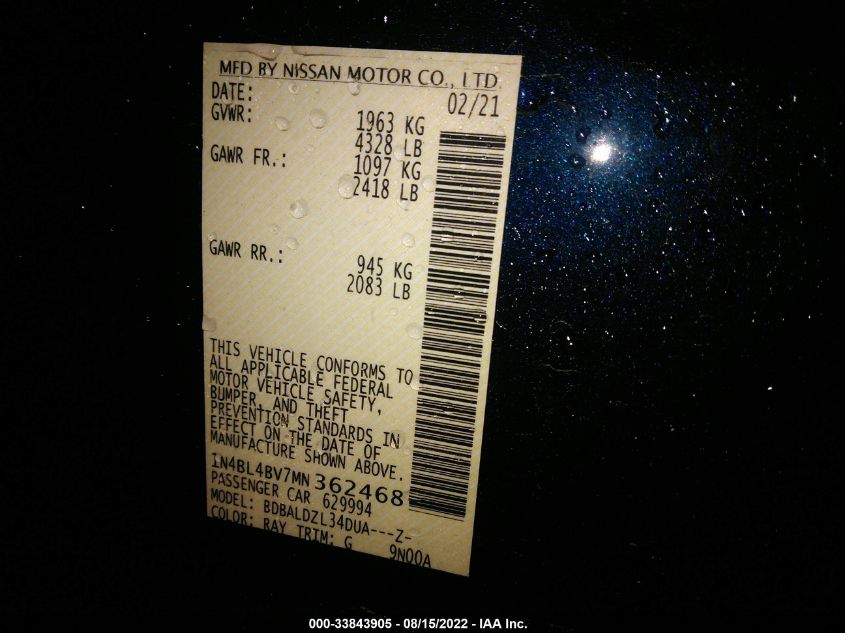 MFD BY NISSAN MOTOR CO., LTD.
DATE: 02/21
GVWR: 1963 KG
4328 LB
GAWR FR.: 1097 KG
2418 LB
GAWR RR.: 945 KG
2083 LB
THIS VEHICLE CONFORMS TO
ALL APPLICABLE FEDERAL
MOTOR VEHICLE SAFETY,
BUMPER, AND THEFT
PREVENTION STANDARDS IN
EFFECT ON THE DATE OF
MANUFACTURE SHOWN ABOVE.
1N4BL4BV7MN362468
PASSENGER CAR 629994
MODEL: BDBALDZL34DUA---Z-
COLOR: RAY TRIM: G 9N00A
000-33843905 - 08/15/2022 - IAA Inc.